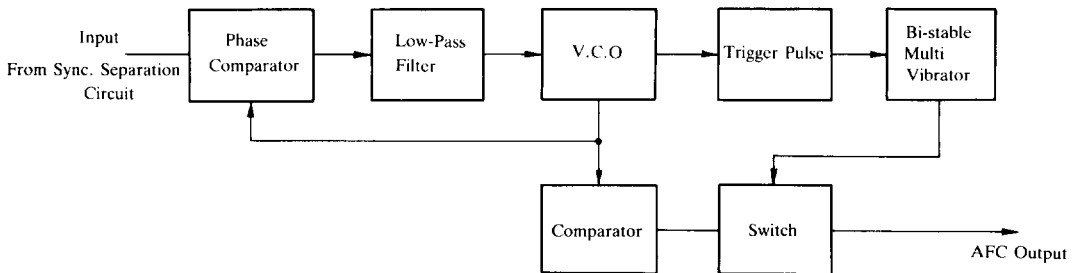 Input
From Sync. Separation
Circuit
Phase
Comparator
Low-Pass
Filter
V.C.O
Trigger Pulse
Bi-stable
Multi
Vibrator
Comparator
Switch
AFC Output